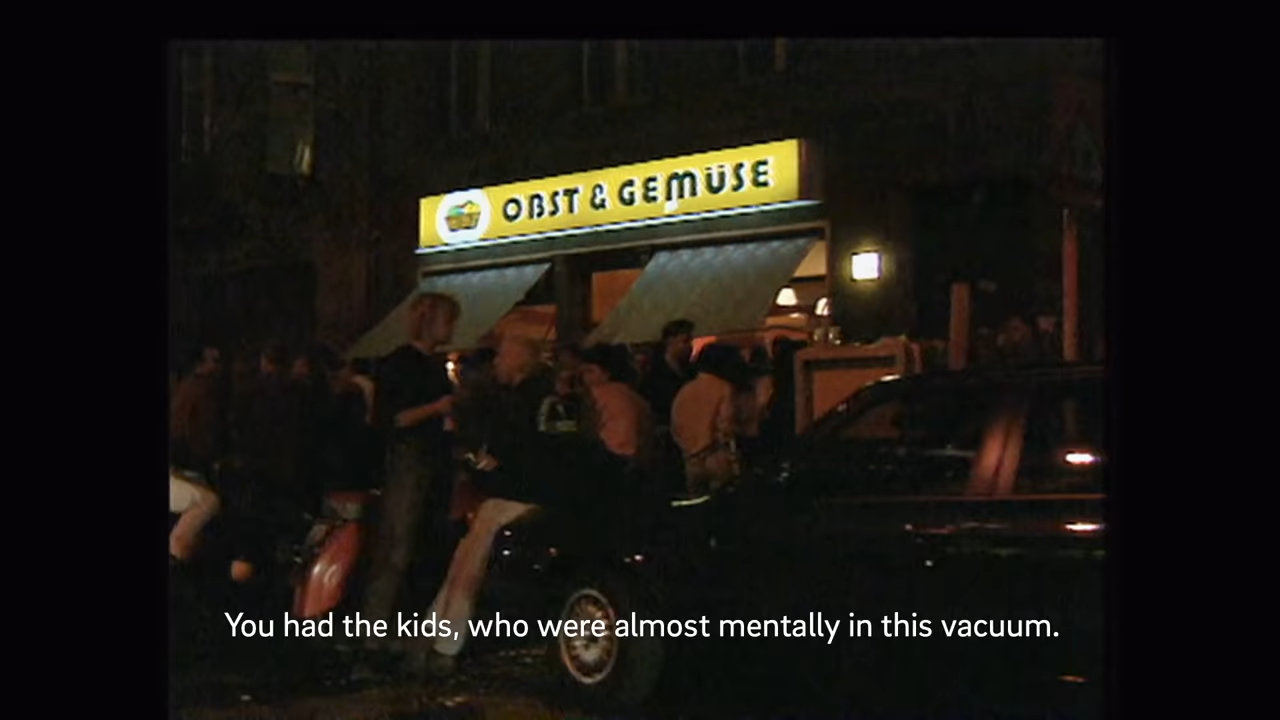 OBST & GEMÜSE
You had the kids, who were almost mentally in this vacuum.